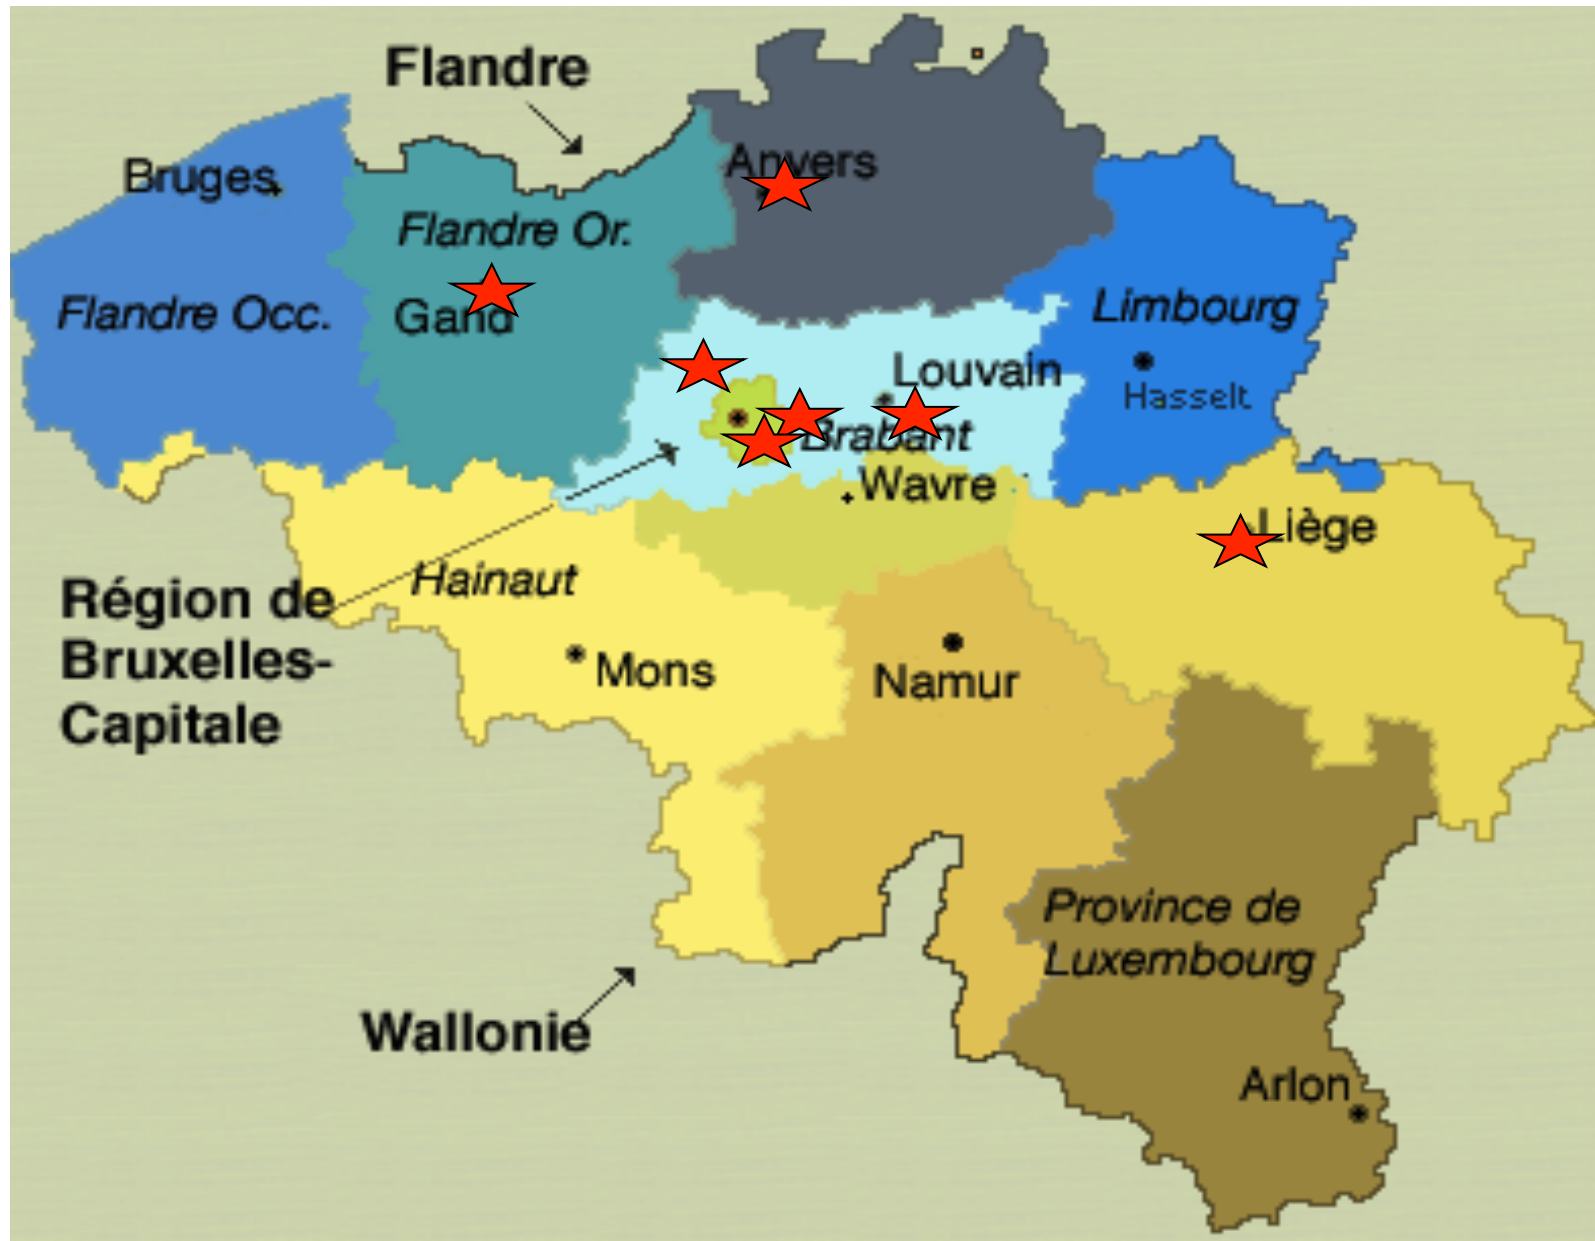 Flandre
Anvers
Bruges
Flandre Or.
Flandre Occ.
Gand
Limbourg
Louvain
Hasselt
Brabant
Wavre
Liège
Hainaut
Région de
Bruxelles-
Capitale
Mons
Namur
Province de
Luxembourg
Wallonie
Arlon